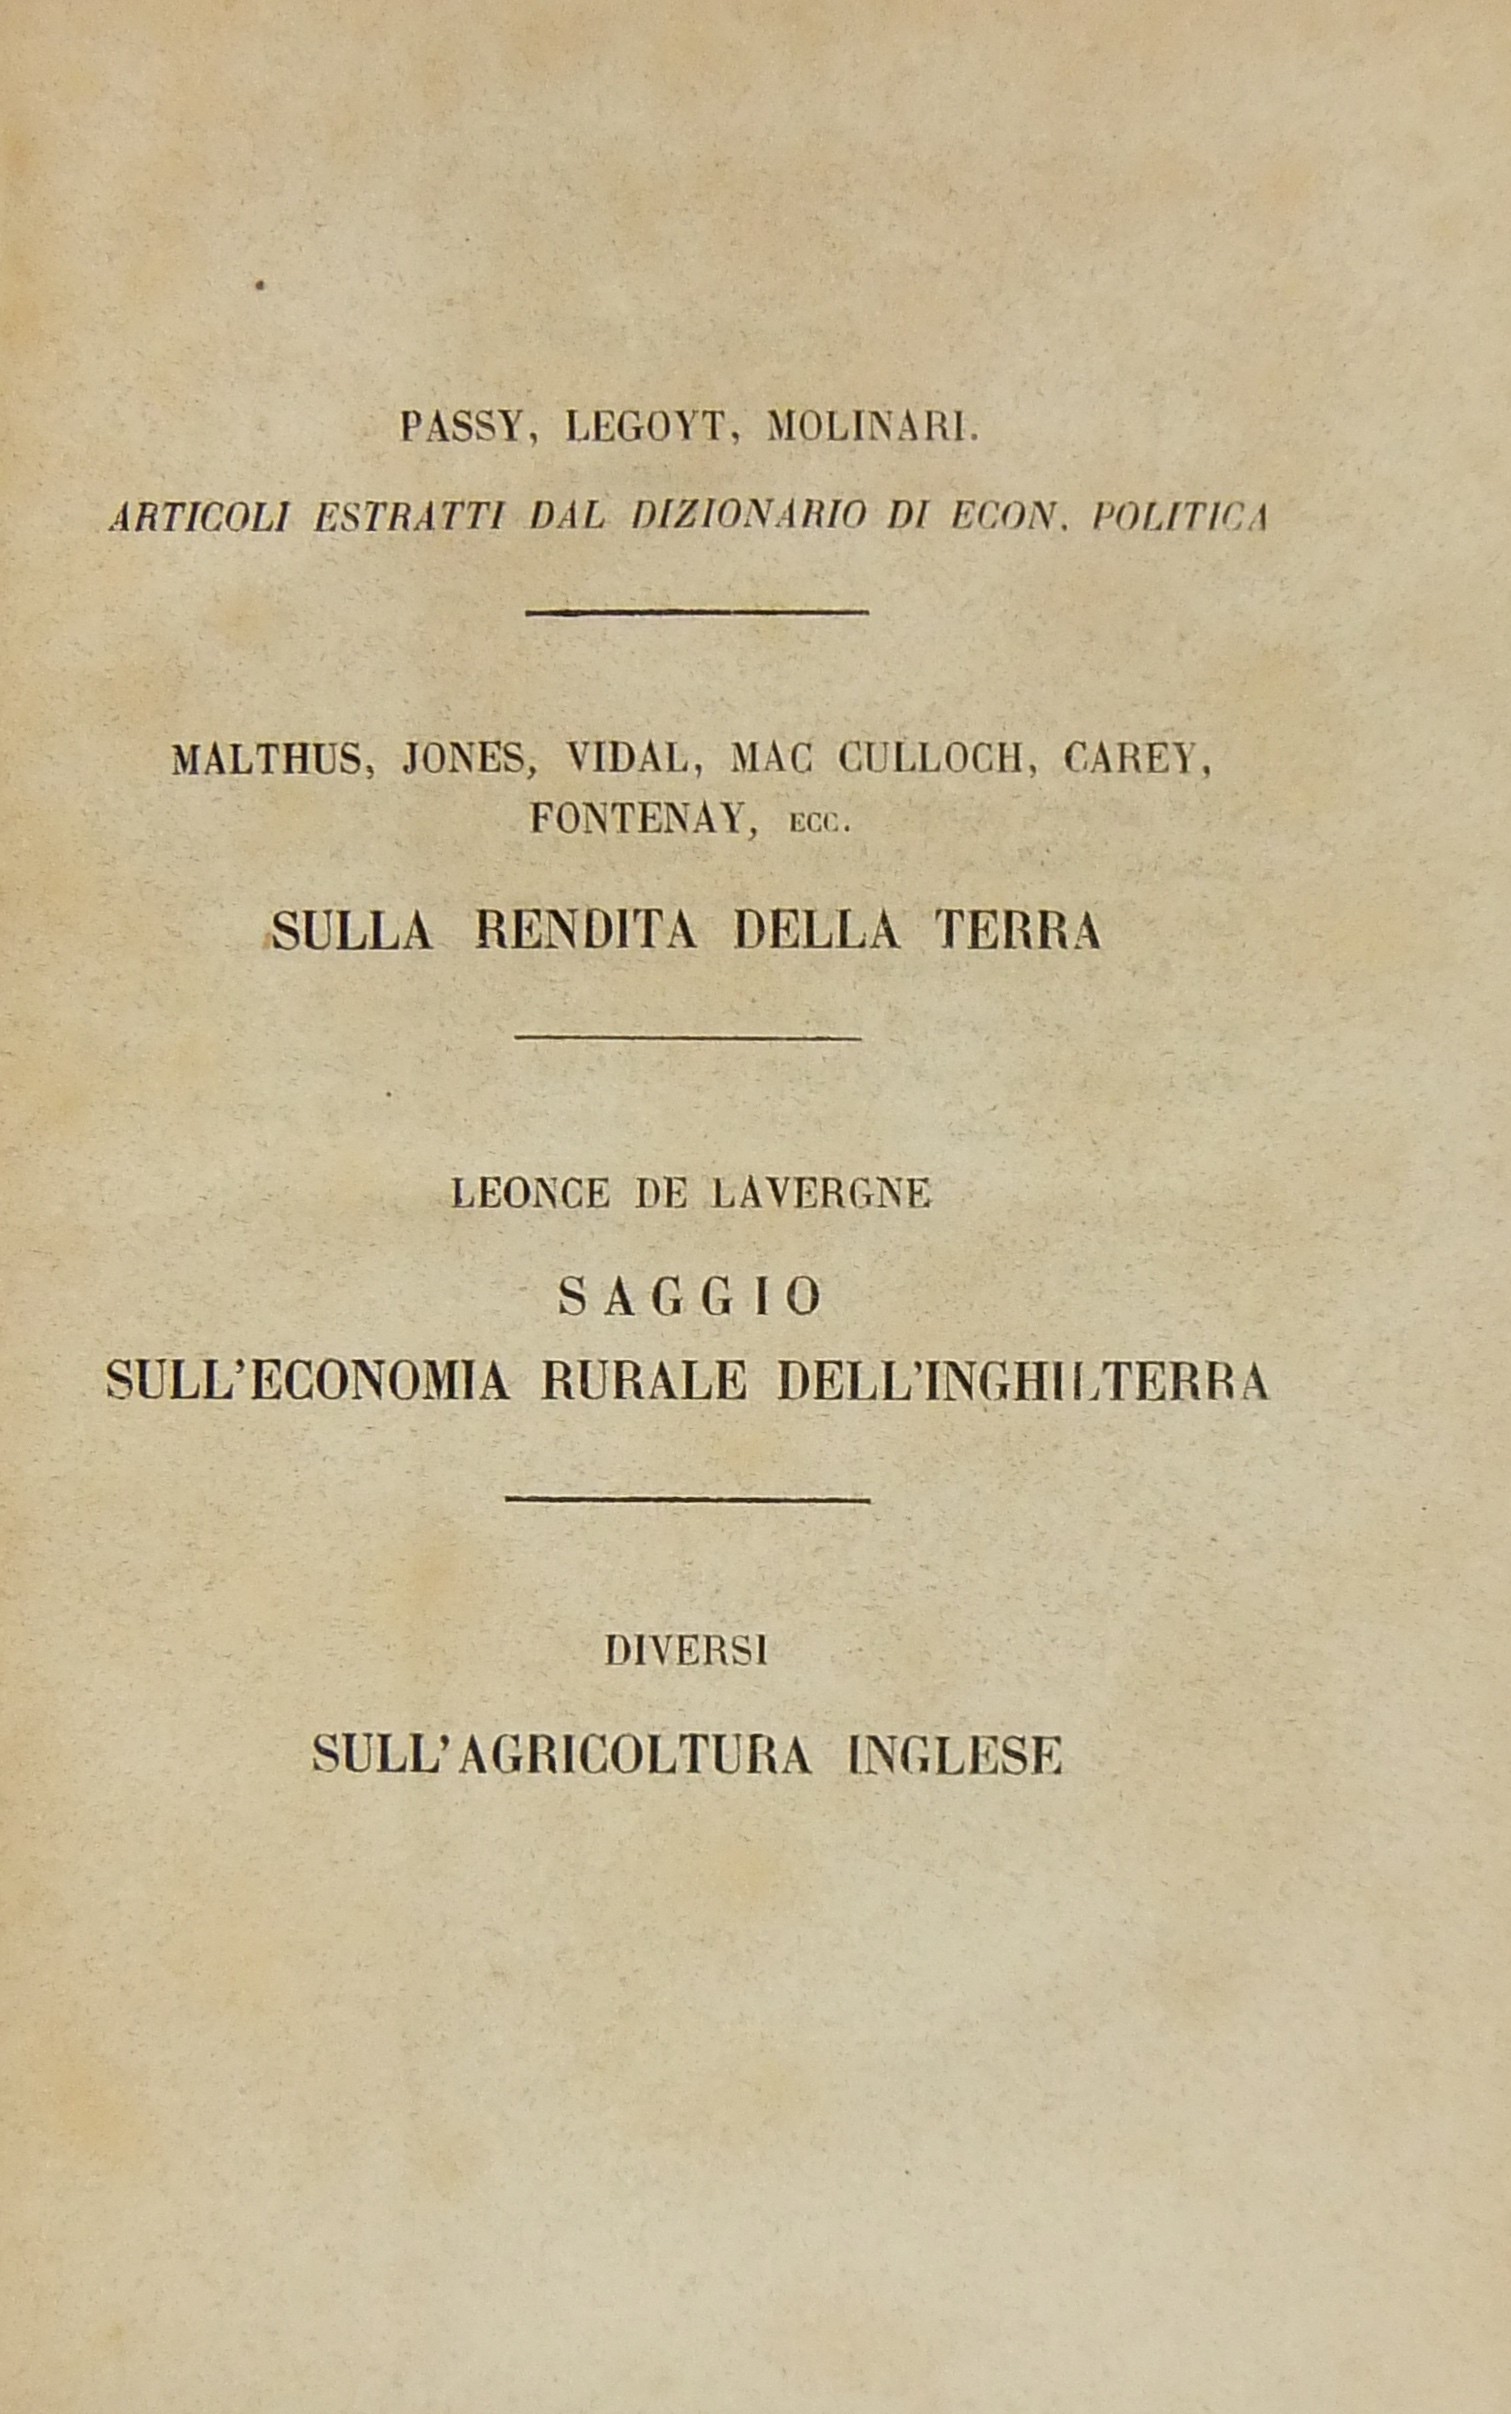 PASSY, LEGOYT, MOLINARI.
ARTICOLI ESTRATTI DAL DIZIONARIO DI ECON. POLITICA
MALTHUS, JONES, VIDAL, MAC CULLOCH, CAREY,
FONTENAY, ECC.
SULLA RENDITA DELLA TERRA
LEONCE DE LAVERGNE
SAGGIO
SULL'ECONOMIA RURALE DELL'INGHILTERRA
DIVERSI
SULL'AGRICOLTURA INGLESE